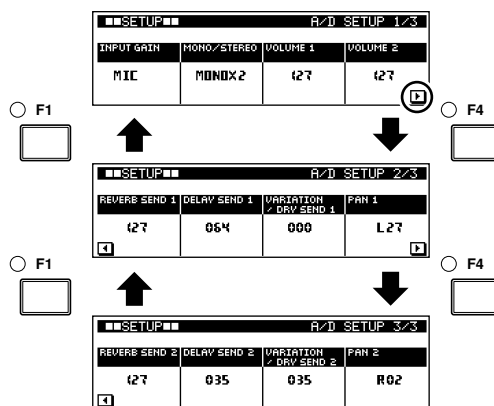 ■■SETUP■■ A/D SETUP 1/3
INPUT GAIN MONO/STEREO VOLUME 1 VOLUME 2
MIC MONOX2 127 127
F1 F4
■■SETUP■■ A/D SETUP 2/3
REVERB SEND 1 DELAY SEND 1 VARIATION / DRY SEND 1 PAN 1
127 064 000 L27
F1 F4
■■SETUP■■ A/D SETUP 3/3
REVERB SEND 2 DELAY SEND 2 VARIATION / DRY SEND 2 PAN 2
127 035 035 R02